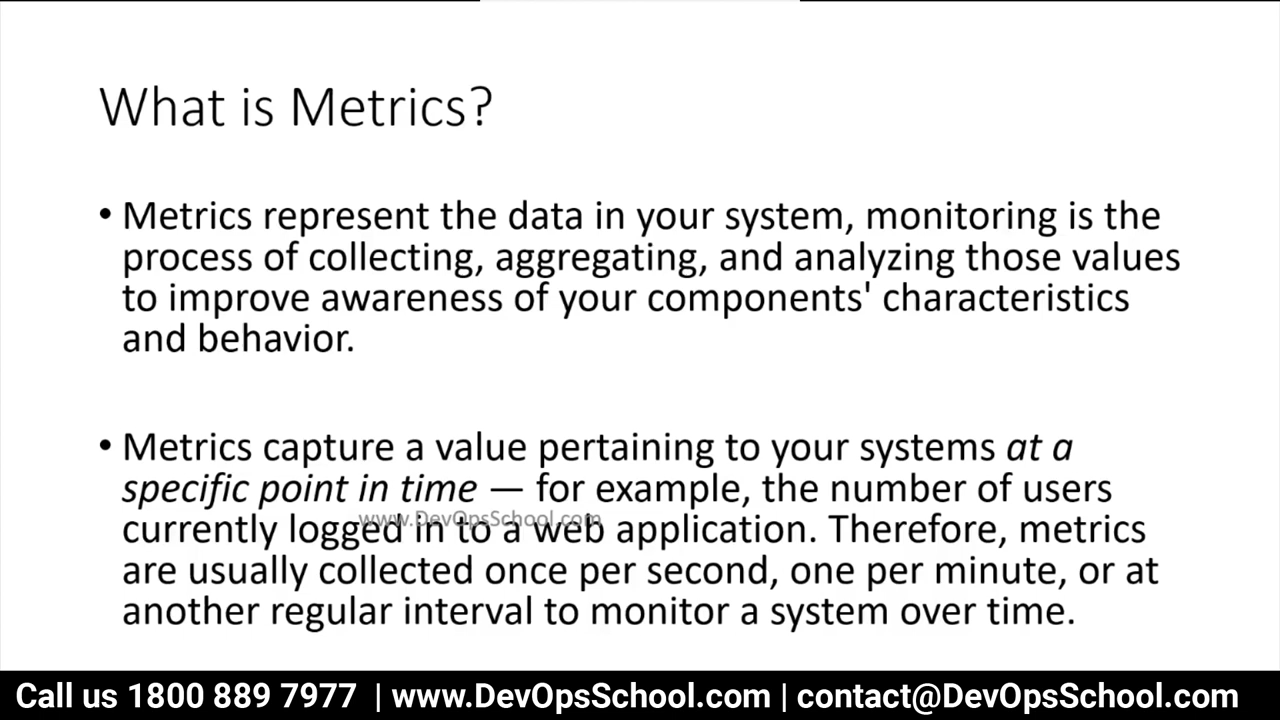 What is Metrics?
• Metrics represent the data in your system, monitoring is the
process of collecting, aggregating, and analyzing those values
to improve awareness of your components' characteristics
and behavior.
• Metrics capture a value pertaining to your systems at a
specific point in time — for example, the number of users
currently logged in to a web application. Therefore, metrics
www.DevOpsSchool.com
are usually collected once per second, one per minute, or at
another regular interval to monitor a system over time.
Call us 1800 889 7977 | www.DevOpsSchool.com | contact@DevOpsSchool.com